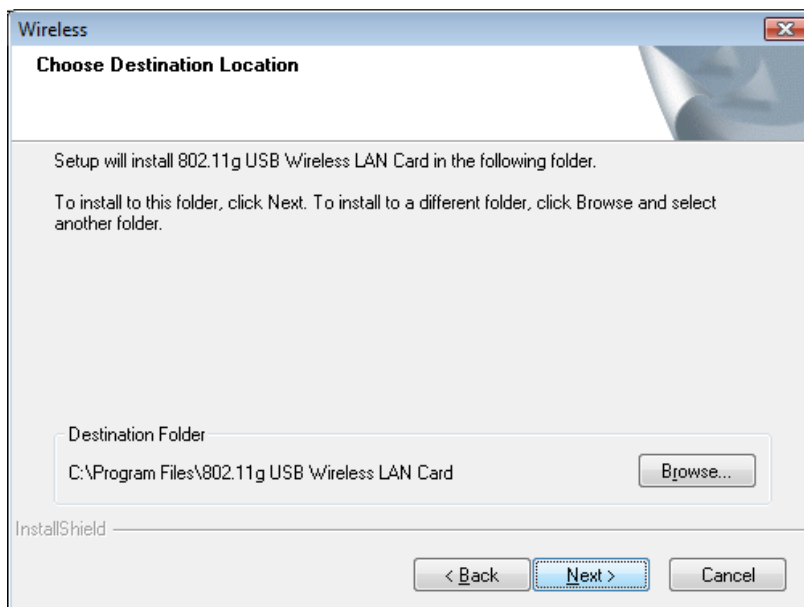 Wireless
Choose Destination Location
Setup will install 802.11g USB Wireless LAN Card in the following folder.
To install to this folder, click Next. To install to a different folder, click Browse and select
another folder.
Destination Folder
C:\Program Files\802.11g USB Wireless LAN Card
Browse...
InstallShield
< Back
Next >
Cancel